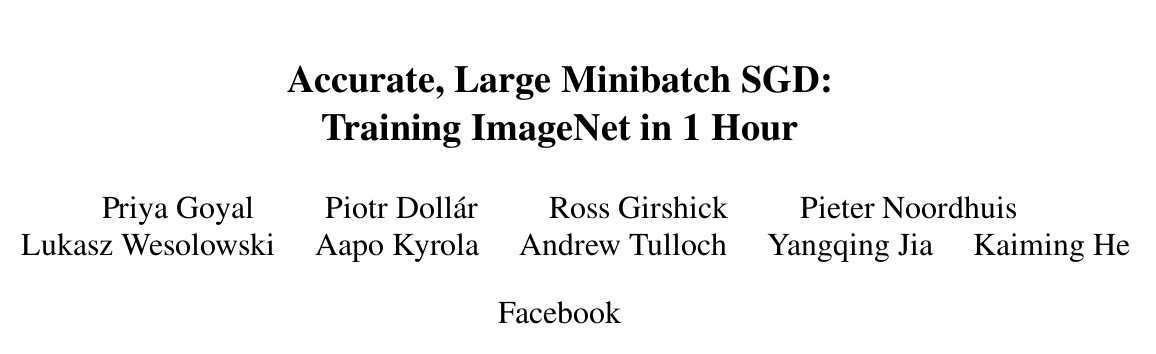 Accurate, Large Minibatch SGD:
Training ImageNet in 1 Hour
Priya Goyal Piotr Dollár Ross Girshick Pieter Noordhuis
Lukasz Wesolowski Aapo Kyrola Andrew Tulloch Yangqing Jia Kaiming He
Facebook